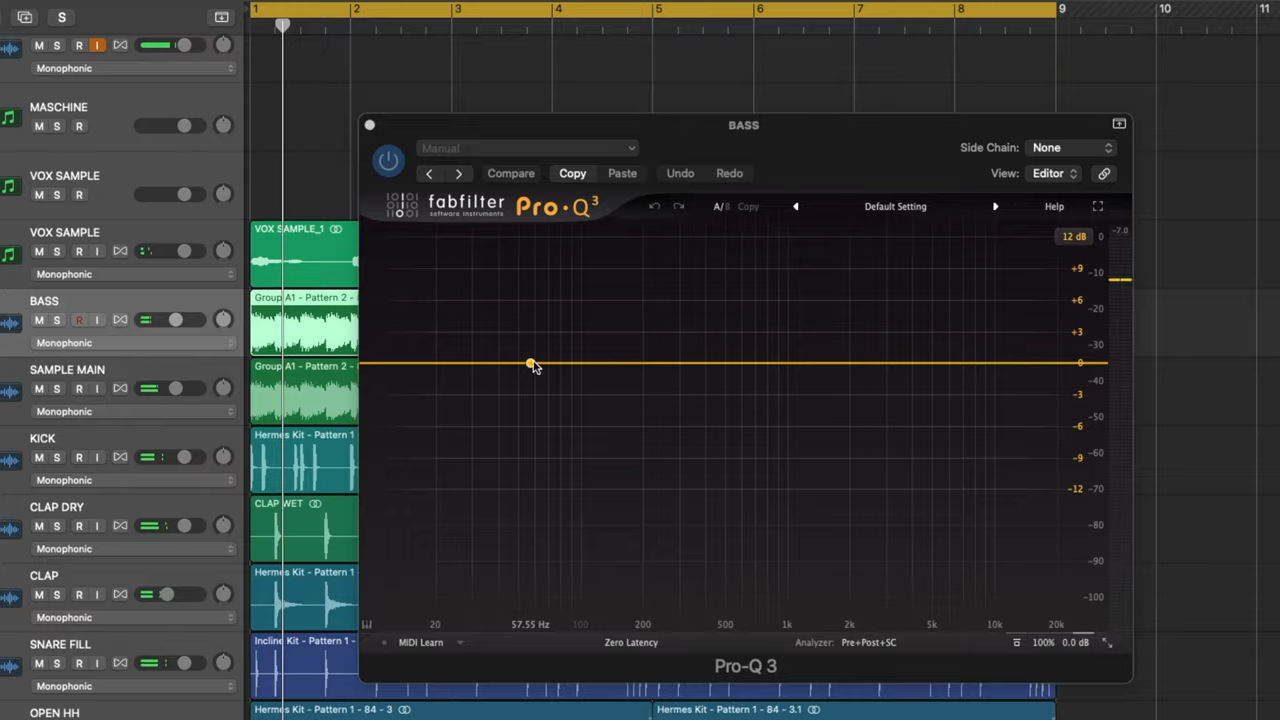 S
1 2 3 4 5 6 7 8 9 10 11
M S R I
Monophonic
MASCHINE
M S R
VOX SAMPLE
M S R
VOX SAMPLE
M S R I
Monophonic
BASS
M S R I
Monophonic
SAMPLE MAIN
M S R I
Monophonic
KICK
M S R I
Monophonic
CLAP DRY
M S R I
Monophonic
CLAP
M S R I
Monophonic
SNARE FILL
M S R I
Monophonic
OPEN HH
VOX SAMPLE_1
Group A1 - Pattern 2 -
Group A1 - Pattern 2 -
Hermes Kit - Pattern 1
CLAP WET
Hermes Kit - Pattern 1
Incline Kit - Pattern 1 -
Hermes Kit - Pattern 1 - 84 - 3
Hermes Kit - Pattern 1 - 84 - 3.1
BASS
Manual
Side Chain: None
Compare Copy Paste Undo Redo
View: Editor
fabfilter
software instruments
Pro·Q3
A/B Copy
Default Setting
Help
12 dB 0 -7.0
+9 -10
+6 -20
+3 -30
0
-3 -40
-6 -50
-9 -60
-12 -70
-80
-90
-100
20 57.55 Hz 100 200 500 1k 2k 5k 10k 20k
MIDI Learn Zero Latency Analyzer: Pre+Post+SC 100% 0.0 dB
Pro-Q 3